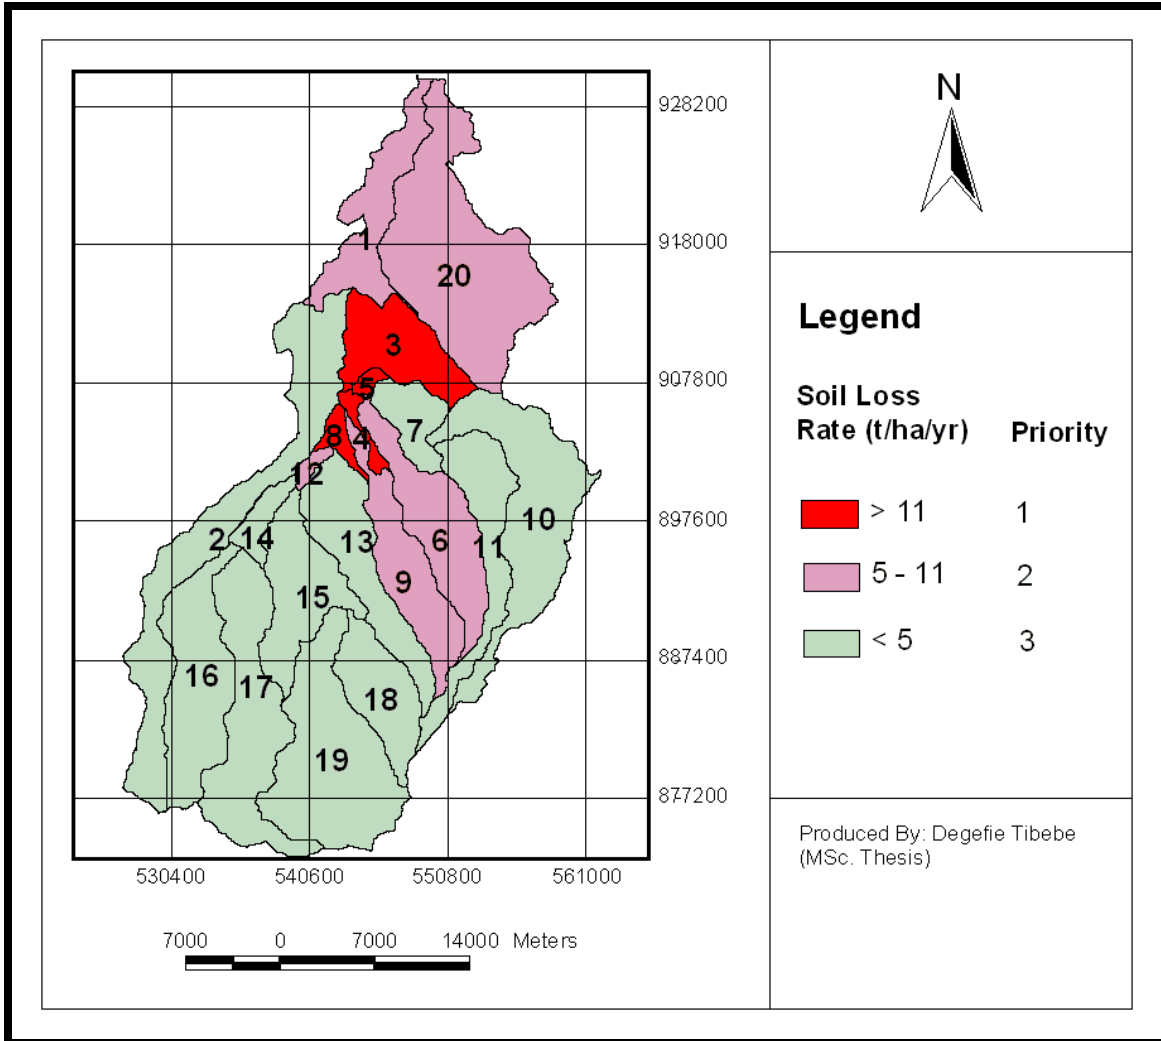 N
928200
918000
907800
897600
887400
877200
1
20
3
5
7
8
4
12
10
2
14
13
6
11
9
15
16
17
18
19
530400 540600 550800 561000
7000 0 7000 14000 Meters
Legend
Soil Loss
Rate (t/ha/yr) Priority
> 11 1
5 - 11 2
< 5 3
Produced By: Degefie Tibebe
(MSc. Thesis)